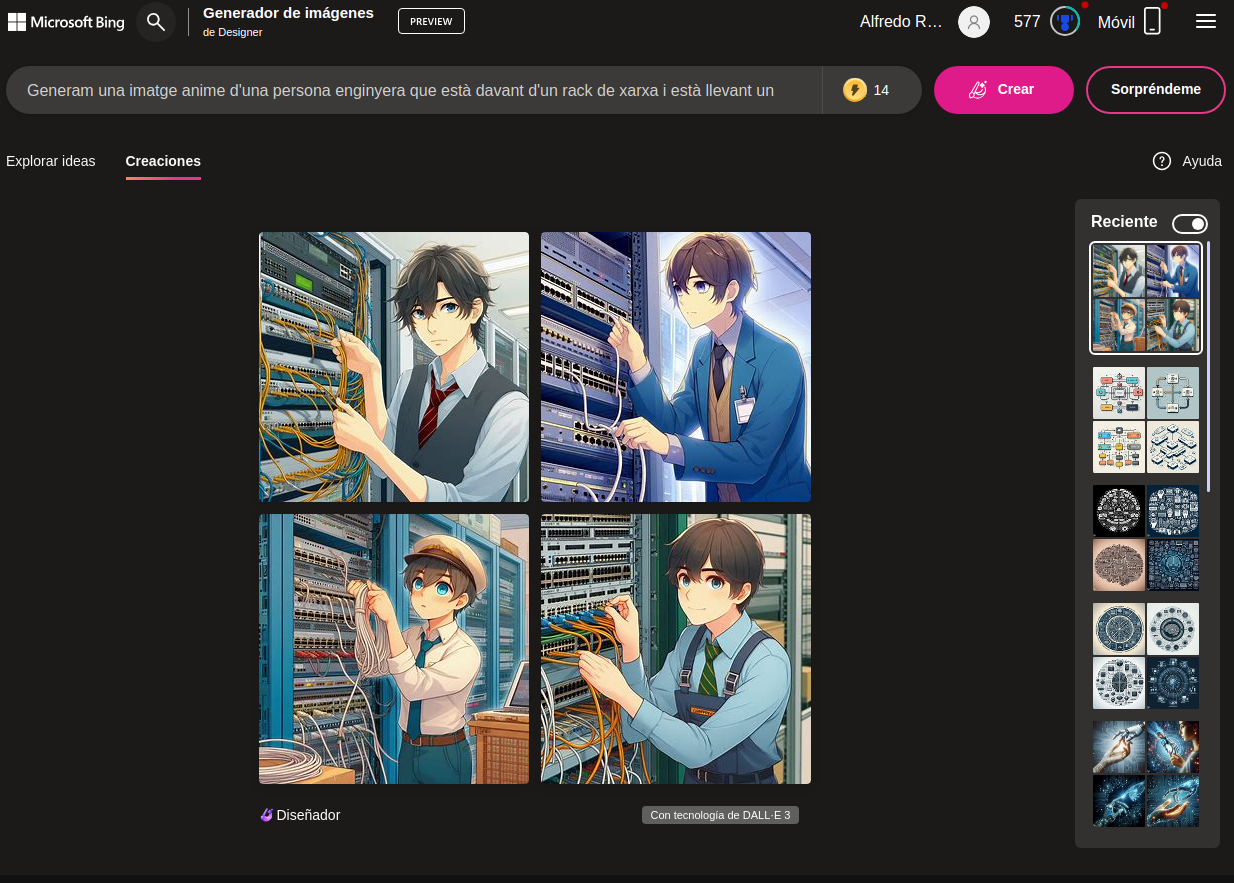 Microsoft Bing
Generador de imágenes
de Designer
PREVIEW
Alfredo R...
577
Móvil
Generam una imatge anime d'una persona enginyera que està davant d'un rack de xarxa i està llevant un
14
Crear
Sorpréndeme
Explorar ideas
Creaciones
Ayuda
Reciente
Diseñador
Con tecnología de DALL·E 3